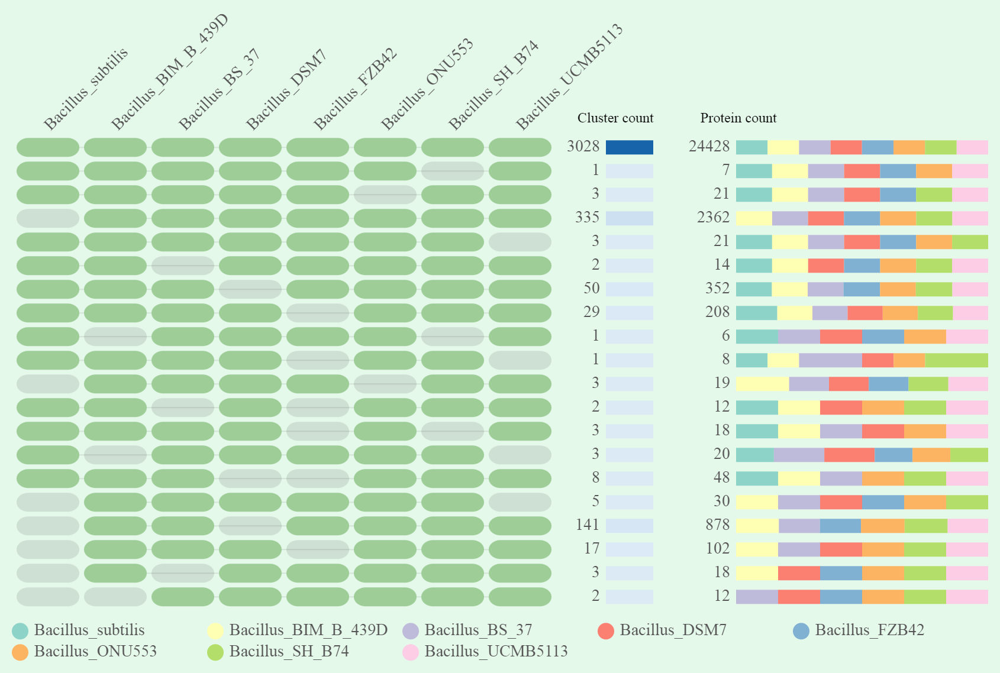 Bacillus_subtilis
Bacillus_BIM_B_439D
Bacillus_BS_37
Bacillus_DSM7
Bacillus_FZB42
Bacillus_ONU553
Bacillus_SH_B74
Bacillus_UCMB5113
Cluster count Protein count
3028 24428
1 7
3 21
335 2362
3 21
2 14
50 352
29 208
1 6
1 8
3 19
2 12
3 18
3 20
8 48
5 30
141 878
17 102
3 18
2 12
Bacillus_subtilis Bacillus_BIM_B_439D Bacillus_BS_37 Bacillus_DSM7 Bacillus_FZB42
Bacillus_ONU553 Bacillus_SH_B74 Bacillus_UCMB5113